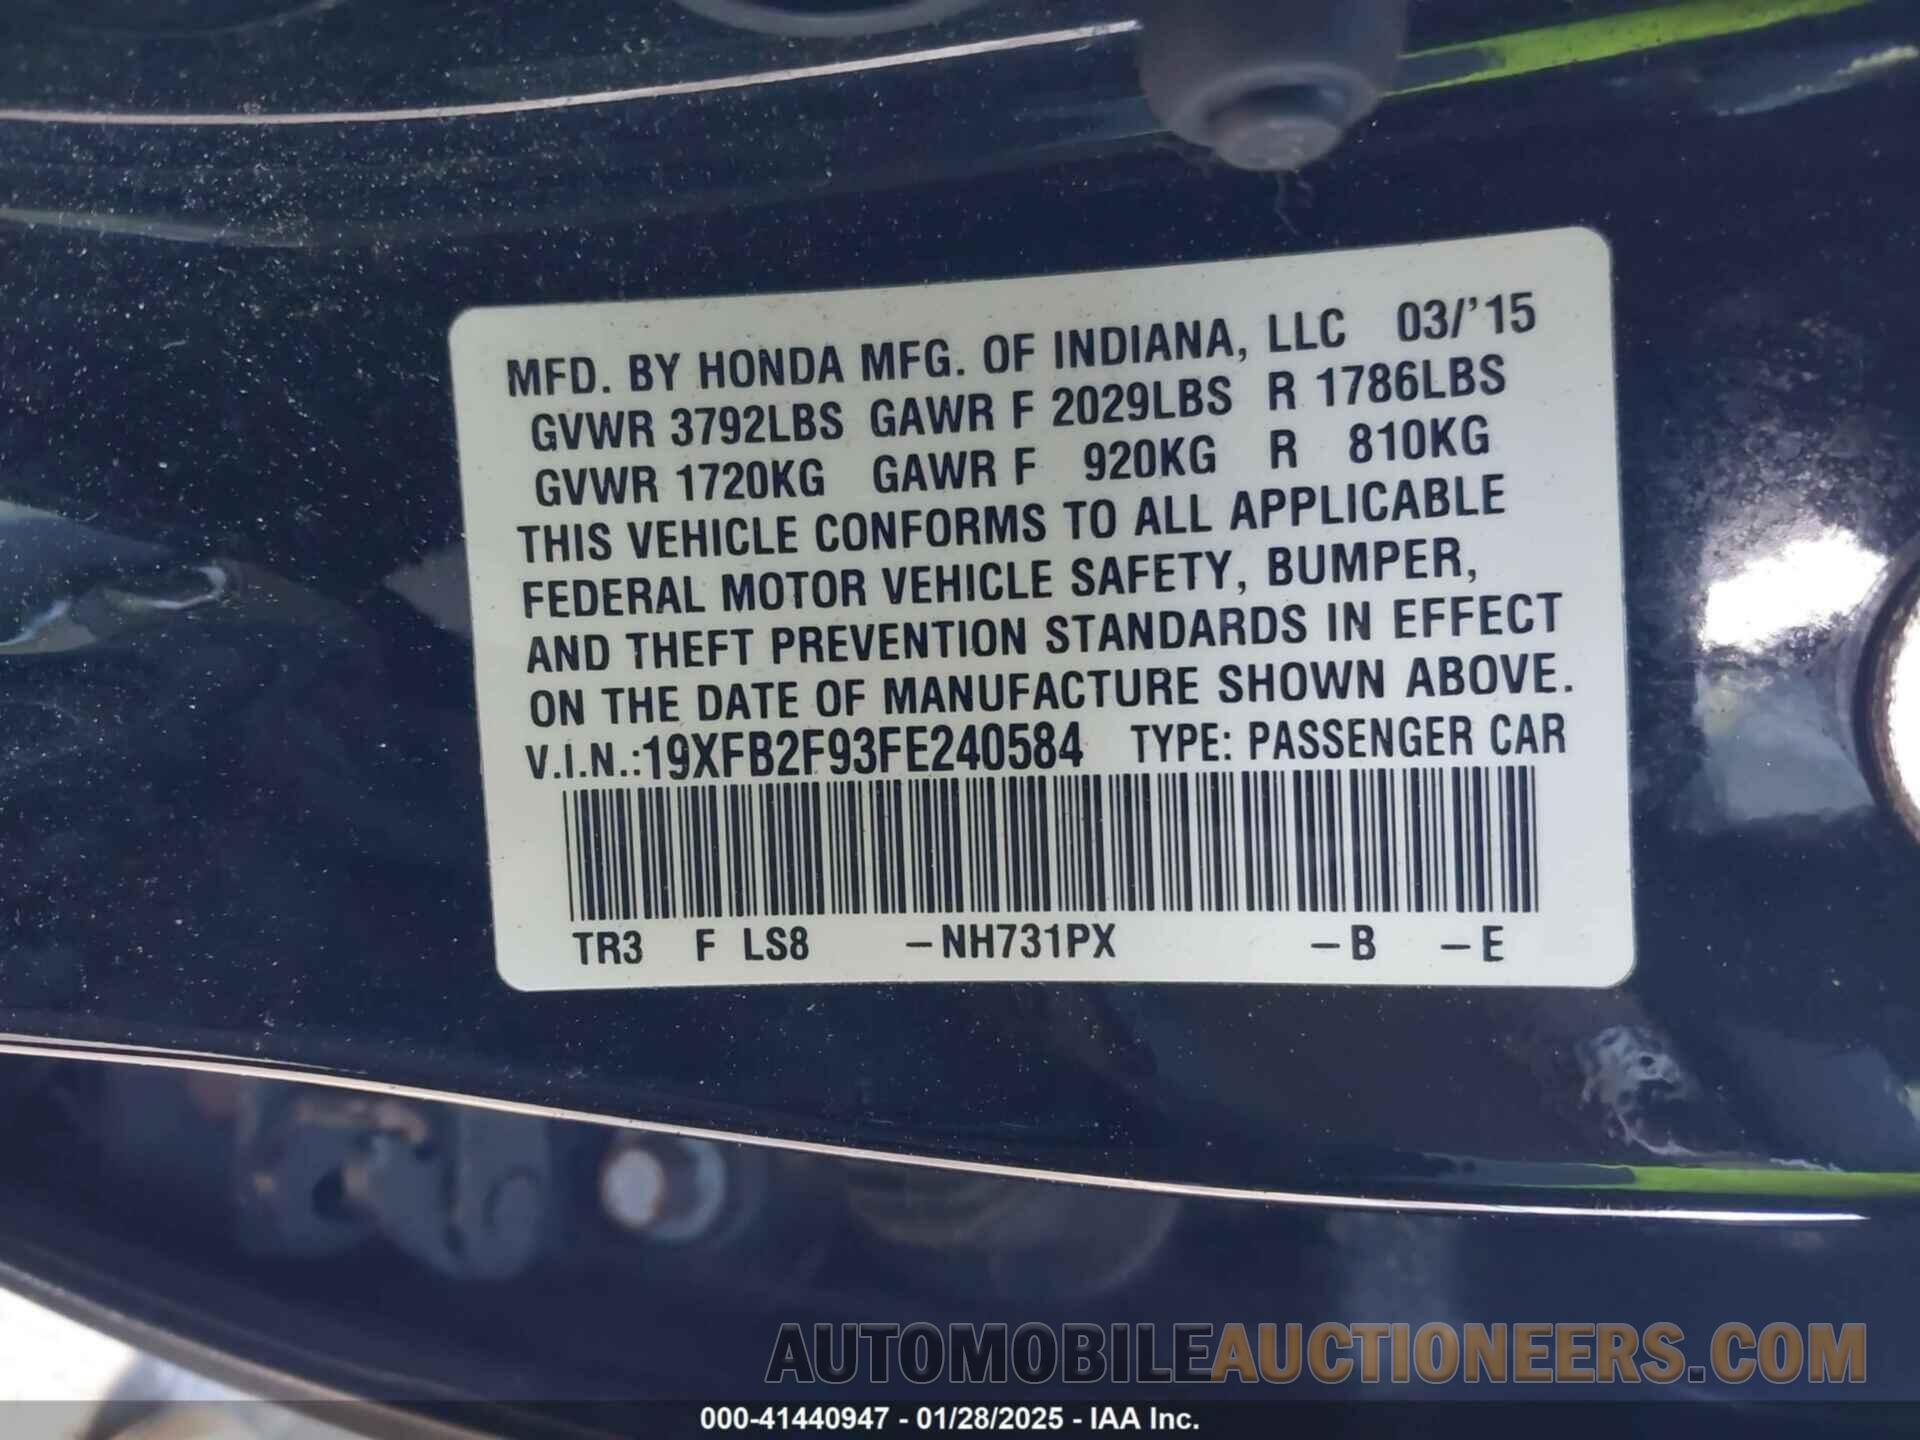 MFD. BY HONDA MFG. OF INDIANA, LLC 03/'15
GVWR 3792LBS GAWR F 2029LBS R 1786LBS
GVWR 1720KG GAWR F 920KG R 810KG
THIS VEHICLE CONFORMS TO ALL APPLICABLE
FEDERAL MOTOR VEHICLE SAFETY, BUMPER,
AND THEFT PREVENTION STANDARDS IN EFFECT
ON THE DATE OF MANUFACTURE SHOWN ABOVE.
V.I.N.:19XFB2F93FE240584 TYPE: PASSENGER CAR
TR3 F LS8 -NH731PX -B -E
AUTOMOBILEAUCTIONEERS.COM
000-41440947 - 01/28/2025 - IAA Inc.